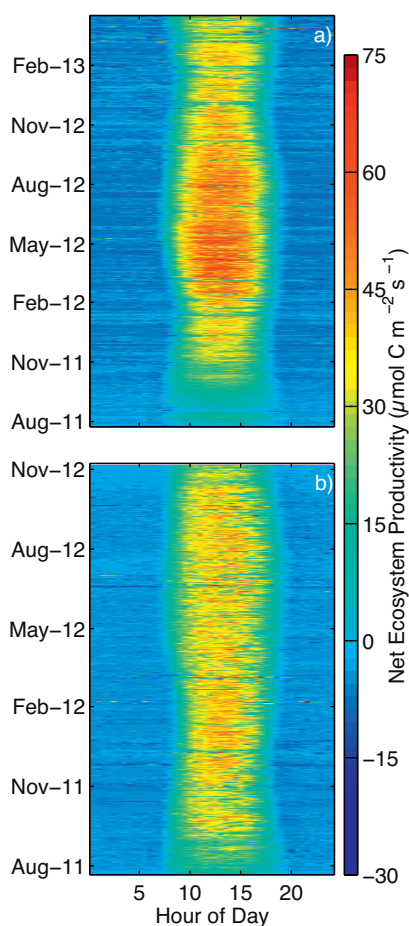 a)
Feb−13
Nov−12
Aug−12
May−12
Feb−12
Nov−11
Aug−11
b)
Nov−12
Aug−12
May−12
Feb−12
Nov−11
Aug−11
5 10 15 20
Hour of Day
75
60
45
30
15
0
−15
−30
Net Ecosystem Productivity (µmol C m−2 s−1)